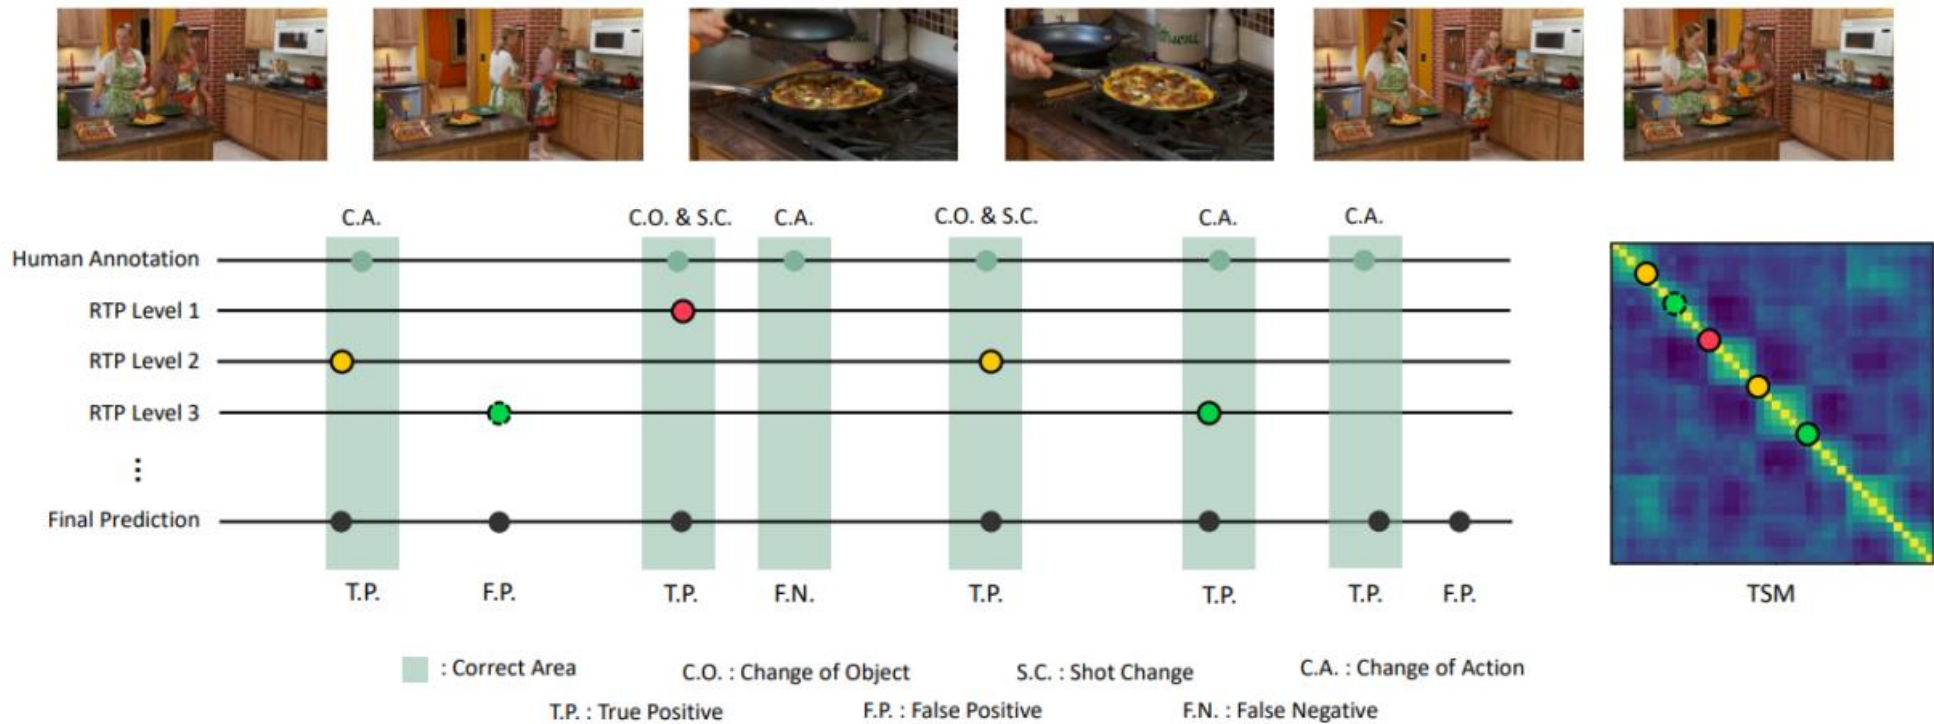 C.A. C.O. & S.C. C.A. C.O. & S.C. C.A. C.A.
Human Annotation
RTP Level 1
RTP Level 2
RTP Level 3
⋮
Final Prediction
T.P. F.P. T.P. F.N. T.P. T.P. T.P. F.P. TSM
: Correct Area C.O. : Change of Object S.C. : Shot Change C.A. : Change of Action
T.P. : True Positive F.P. : False Positive F.N. : False Negative